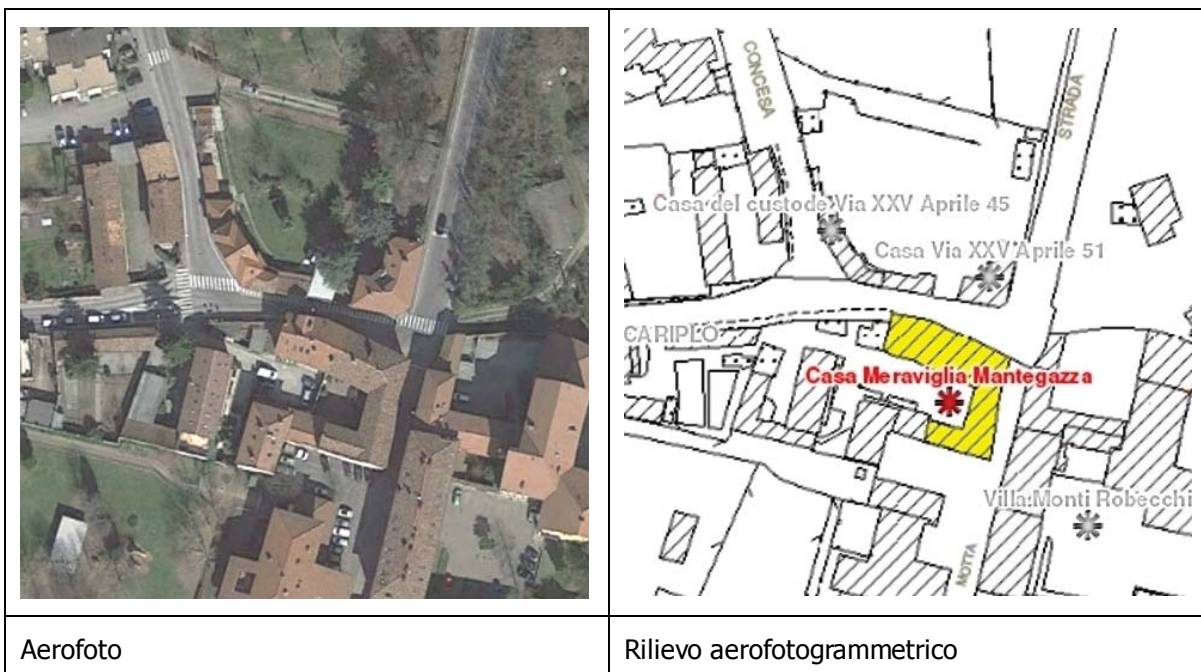 CONCESA
STRADA
Casa del custode Via XXV Aprile 45
Casa Via XXV Aprile 51
CARIPLO
Casa Meraviglia Mantegazza
Villa Monti Robecchi
MOTTA
Aerofoto
Rilievo aerofotogrammetrico